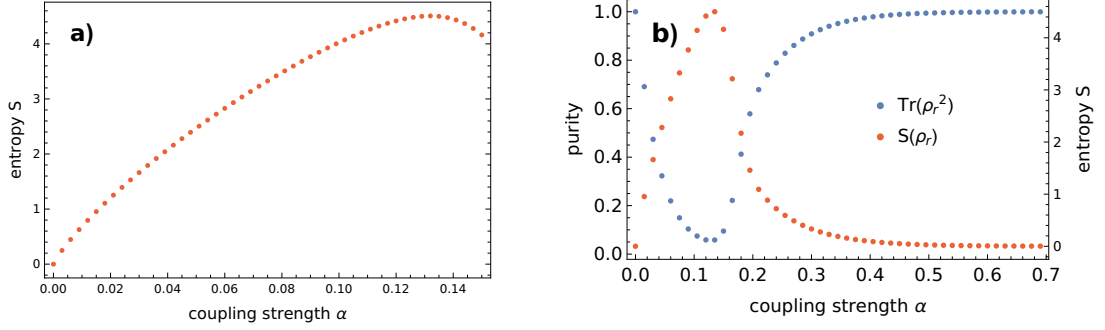 a)
entropy S
4
3
2
1
0
0.00 0.02 0.04 0.06 0.08 0.10 0.12 0.14
coupling strength α
b)
purity
1.0
0.8
0.6
0.4
0.2
0.0
Tr(ρr²)
S(ρr)
4
3
2
1
0
entropy S
0.0 0.1 0.2 0.3 0.4 0.5 0.6 0.7
coupling strength α